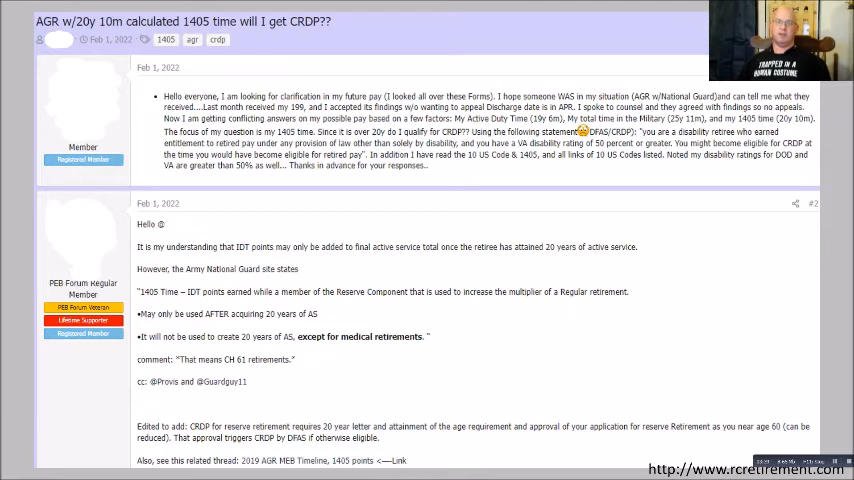 AGR w/20y 10m calculated 1405 time will I get CRDP??
Feb 1, 2022 1405 agr crdp
TRAPPED IN A
HUMAN COSTUME
Feb 1, 2022
Hello everyone, I am looking for clarification in my future pay (I looked all over these Forms). I hope someone WAS in my situation (AGR w/National Guard)and can tell me what they
received....Last month received my 199, and I accepted its findings w/o wanting to appeal Discharge date is in APR. I spoke to counsel and they agreed with findings so no appeals.
Now I am getting conflicting answers on my possible pay based on a few factors: My Active Duty Time (19y 6m), My total time in the Military (25y 11m), and my 1405 time (20y 10m).
The focus of my question is my 1405 time. Since it is over 20y do I qualify for CRDP?? Using the following statement DFAS/CRDP): "you are a disability retiree who earned
entitlement to retired pay under any provision of law other than solely by disability, and you have a VA disability rating of 50 percent or greater. You might become eligible for CRDP at
the time you would have become eligible for retired pay". In addition I have read the 10 US Code & 1405, and all links of 10 US Codes listed. Noted my disability ratings for DOD and
VA are greater than 50% as well... Thanks in advance for your responses..
Member
Registered Member
Feb 1, 2022 #2
Hello @
It is my understanding that IDT points may only be added to final active service total once the retiree has attained 20 years of active service.
However, the Army National Guard site states
"1405 Time – IDT points earned while a member of the Reserve Component that is used to increase the multiplier of a Regular retirement.
•May only be used AFTER acquiring 20 years of AS
•It will not be used to create 20 years of AS, except for medical retirements. "
comment: "That means CH 61 retirements."
cc: @Provis and @Guardguy11
PEB Forum Regular
Member
PEB Forum Veteran
Lifetime Supporter
Registered Member
Edited to add: CRDP for reserve retirement requires 20 year letter and attainment of the age requirement and approval of your application for reserve Retirement as you near age 60 (can be
reduced). That approval triggers CRDP by DFAS if otherwise eligible.
Also, see this related thread: 2019 AGR MEB Timeline, 1405 points <----Link
http://www.rcretirement.com